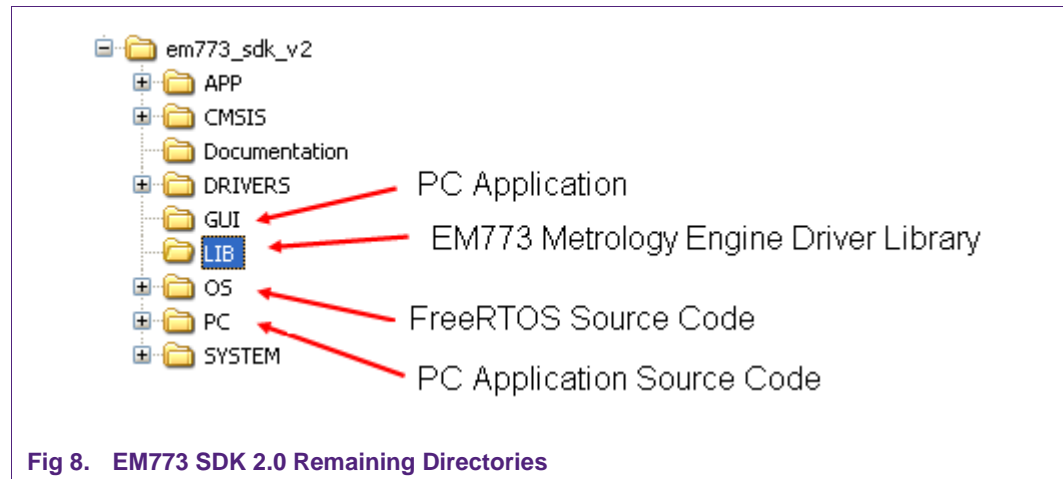 em773_sdk_v2
APP
CMSIS
Documentation
DRIVERS
PC Application
GUI
EM773 Metrology Engine Driver Library
LIB
OS
FreeRTOS Source Code
PC
SYSTEM
PC Application Source Code
Fig 8. EM773 SDK 2.0 Remaining Directories